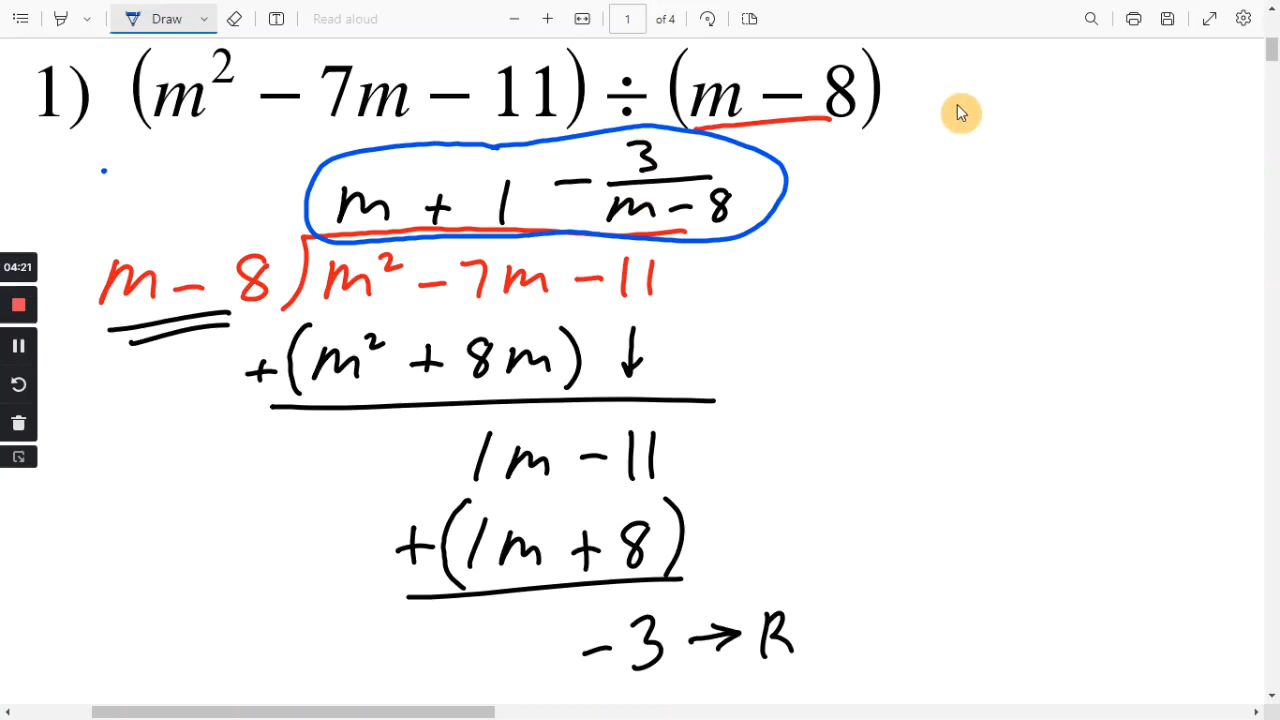 Draw
Read aloud
1
of 4
1) (m² − 7m − 11) ÷ (m − 8)
m + 1 − 3/(m − 8)
m − 8) m² − 7m − 11
+(m² + 8m) ↓
1m − 11
+(1m + 8)
−3 → R
04:21